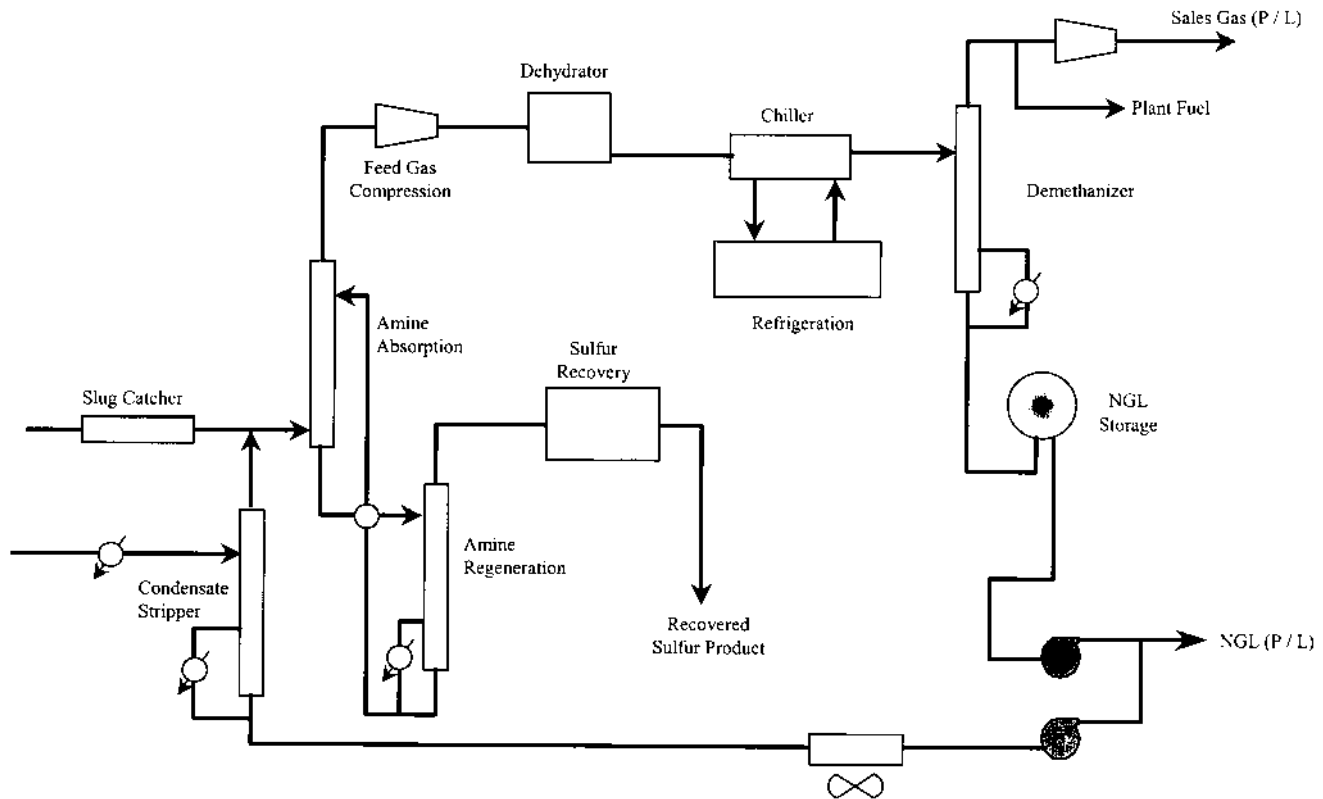 Sales Gas (P / L)
Dehydrator
Plant Fuel
Chiller
Feed Gas
Compression
Demethanizer
Amine
Absorption
Refrigeration
Sulfur
Recovery
Slug Catcher
NGL
Storage
Amine
Regeneration
Condensate
Stripper
Recovered
Sulfur Product
NGL (P / L)